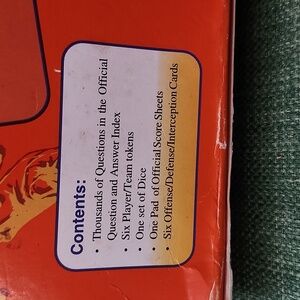 Contents:
• Thousands of Questions in the Official
Question and Answer Index
Six Player/Team tokens
• One set of Dice
• One Pad of Official Score Sheets
• Six Offense/Defense/Interception Cards